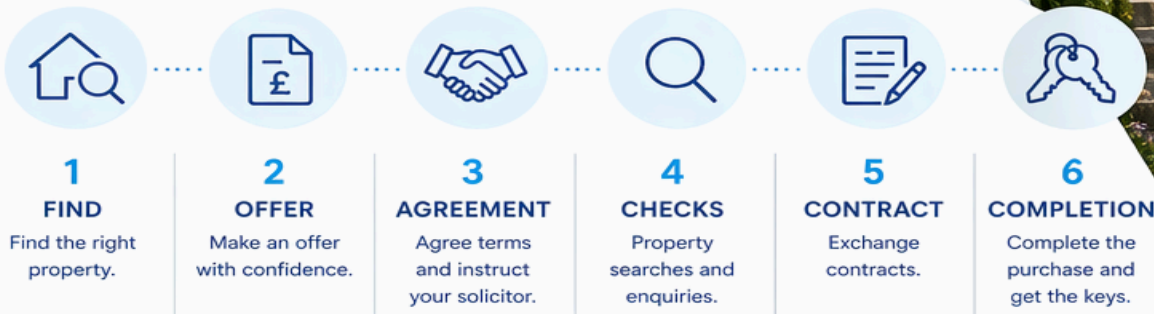 £
1
FIND
Find the right
property.
2
OFFER
Make an offer
with confidence.
3
AGREEMENT
Agree terms
and instruct
your solicitor.
4
CHECKS
Property
searches and
enquiries.
5
CONTRACT
Exchange
contracts.
6
COMPLETION
Complete the
purchase and
get the keys.